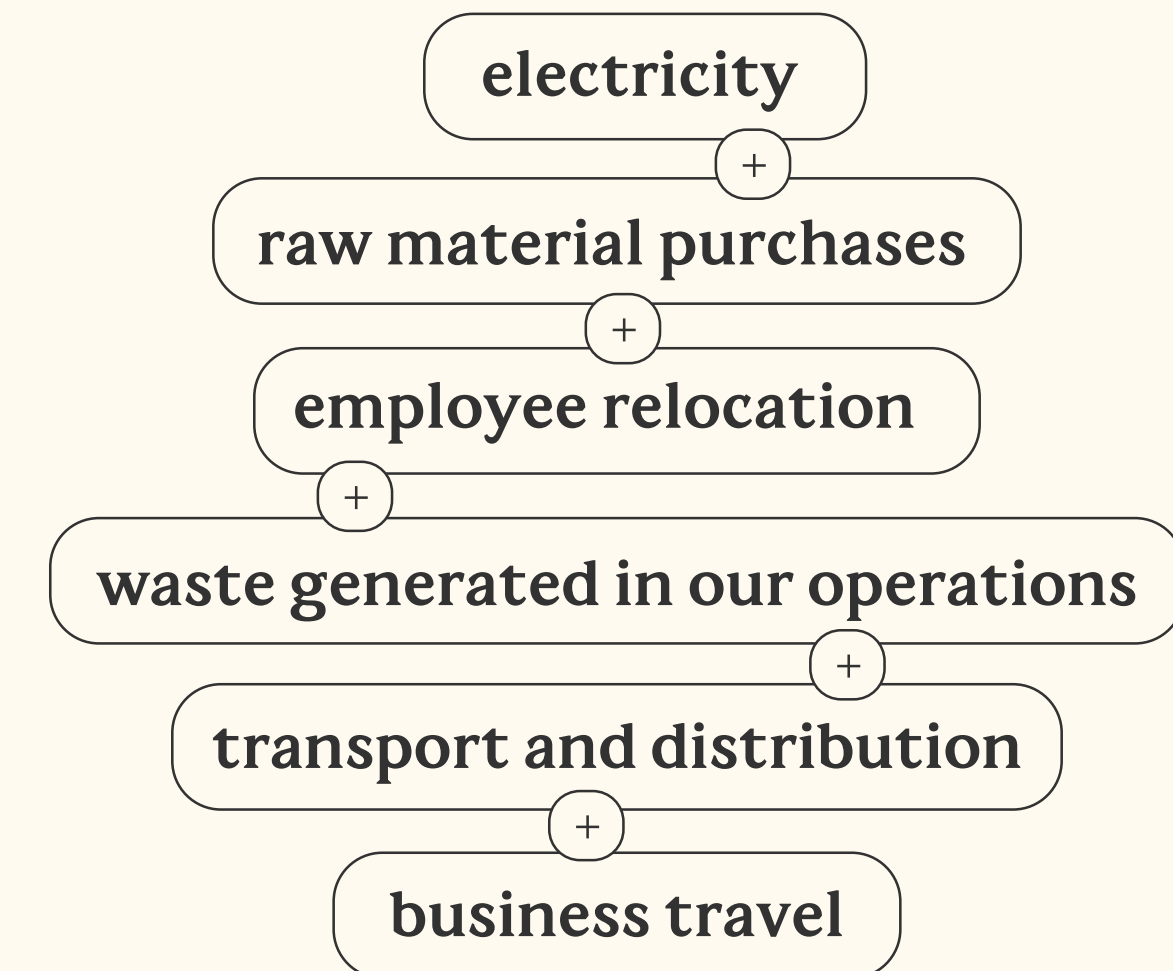 electricity
+
raw material purchases
+
employee relocation
+
waste generated in our operations
+
transport and distribution
+
business travel